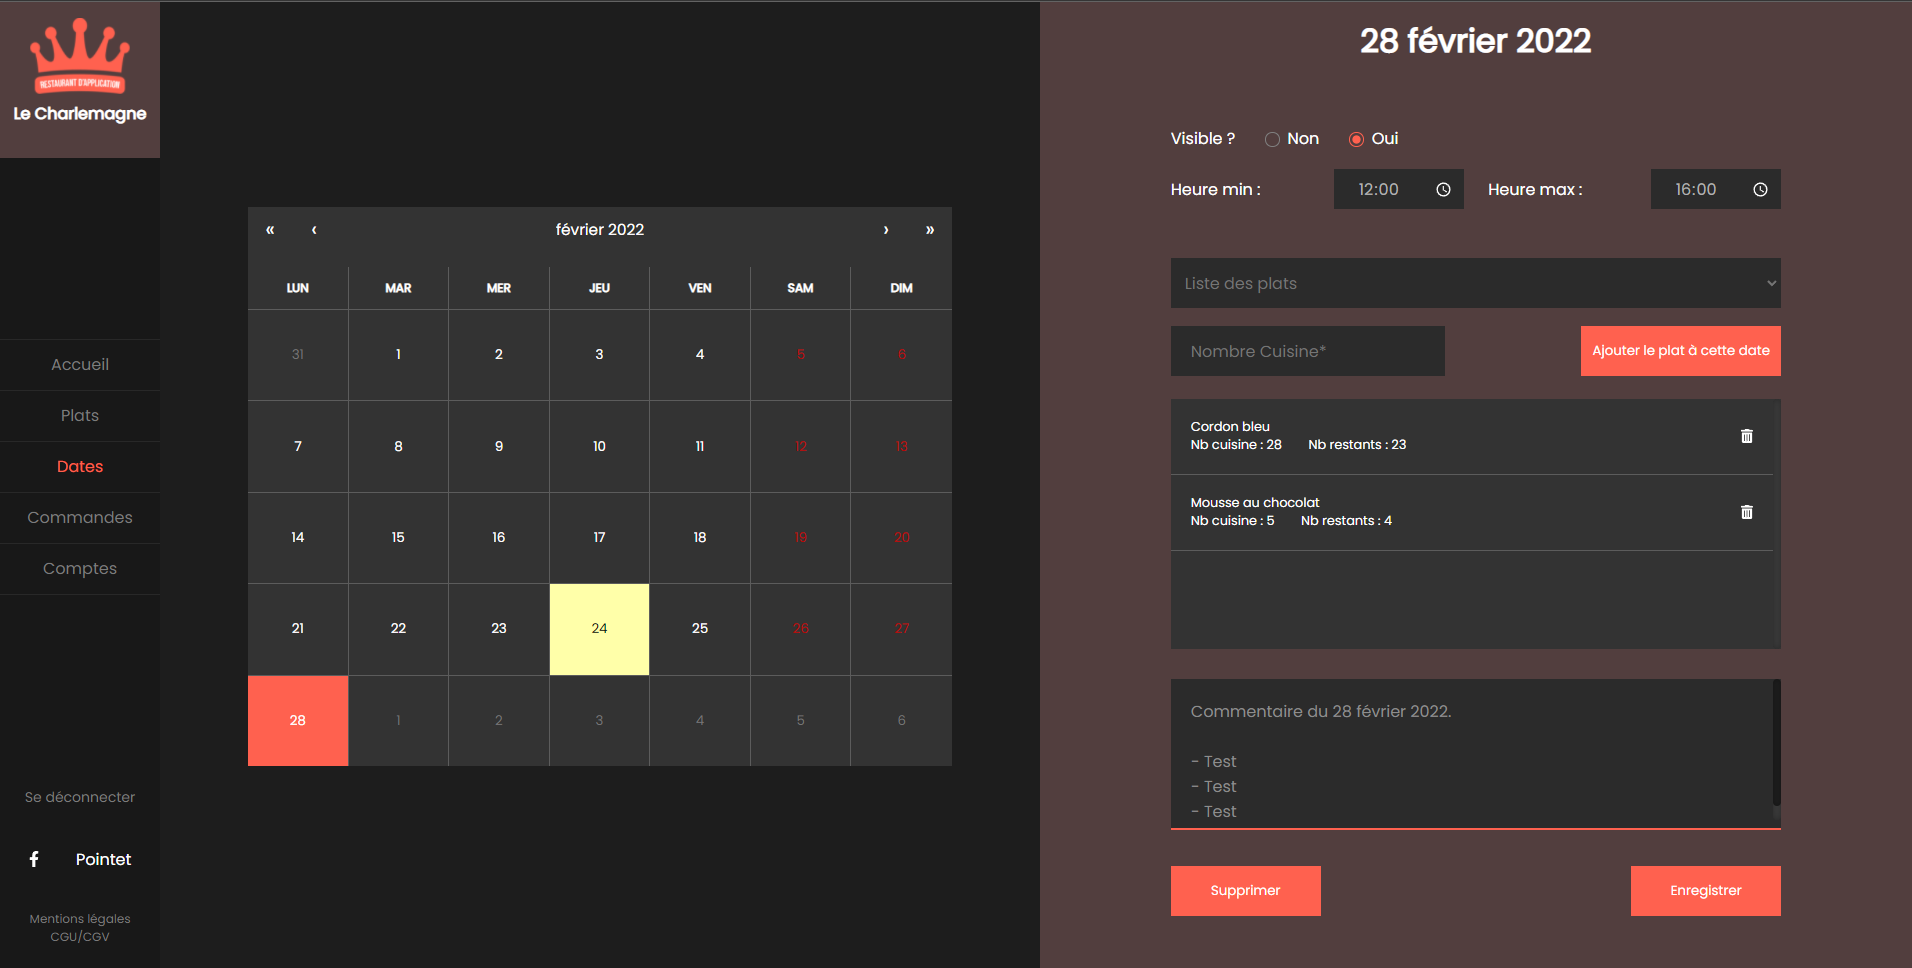 RESTAURANT D'APPLICATION
Le Charlemagne
Accueil
Plats
Dates
Commandes
Comptes
Se déconnecter
Pointet
Mentions légales
CGU/CGV
« ‹ février 2022 › »
LUN MAR MER JEU VEN SAM DIM
31 1 2 3 4 5 6
7 8 9 10 11 12 13
14 15 16 17 18 19 20
21 22 23 24 25 26 27
28 1 2 3 4 5 6
28 février 2022
Visible ? Non Oui
Heure min : 12:00 Heure max : 16:00
Liste des plats
Nombre Cuisine* Ajouter le plat à cette date
Cordon bleu
Nb cuisine : 28 Nb restants : 23
Mousse au chocolat
Nb cuisine : 5 Nb restants : 4
Commentaire du 28 février 2022.
- Test
- Test
- Test
Supprimer Enregistrer